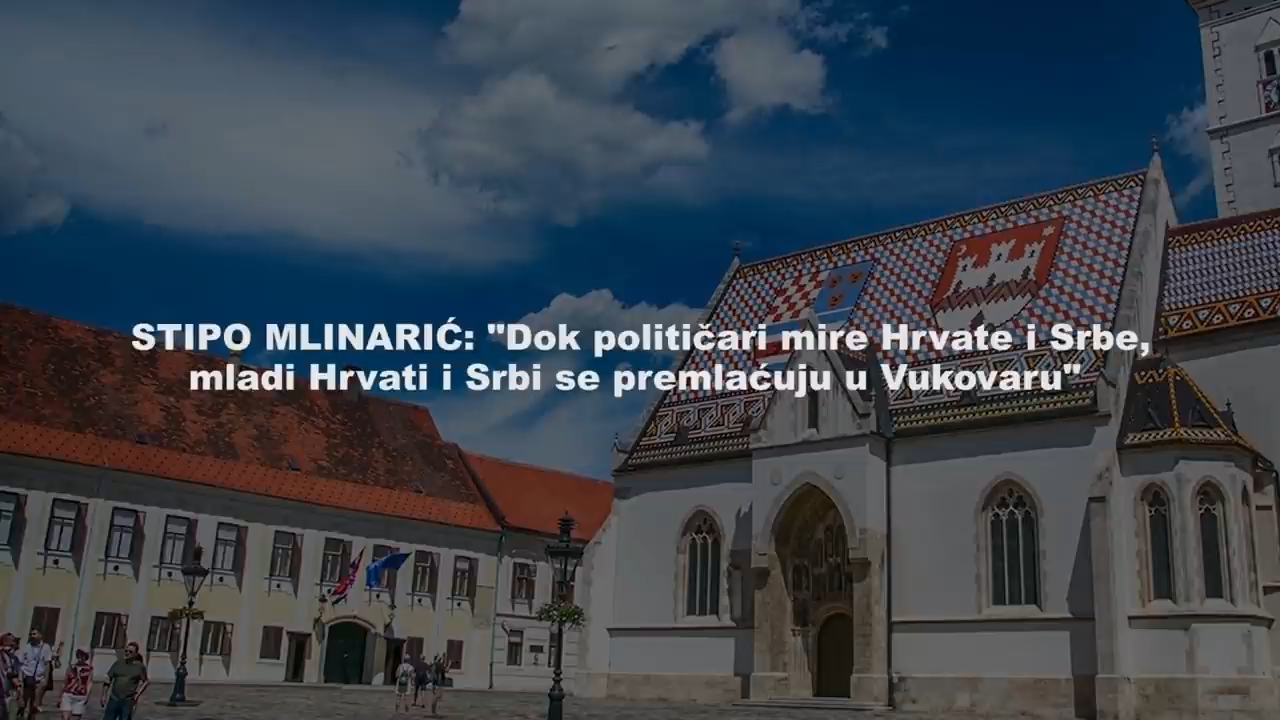 STIPO MLINARIĆ: "Dok političari mire Hrvate i Srbe,
mladi Hrvati i Srbi se premlaćuju u Vukovaru"